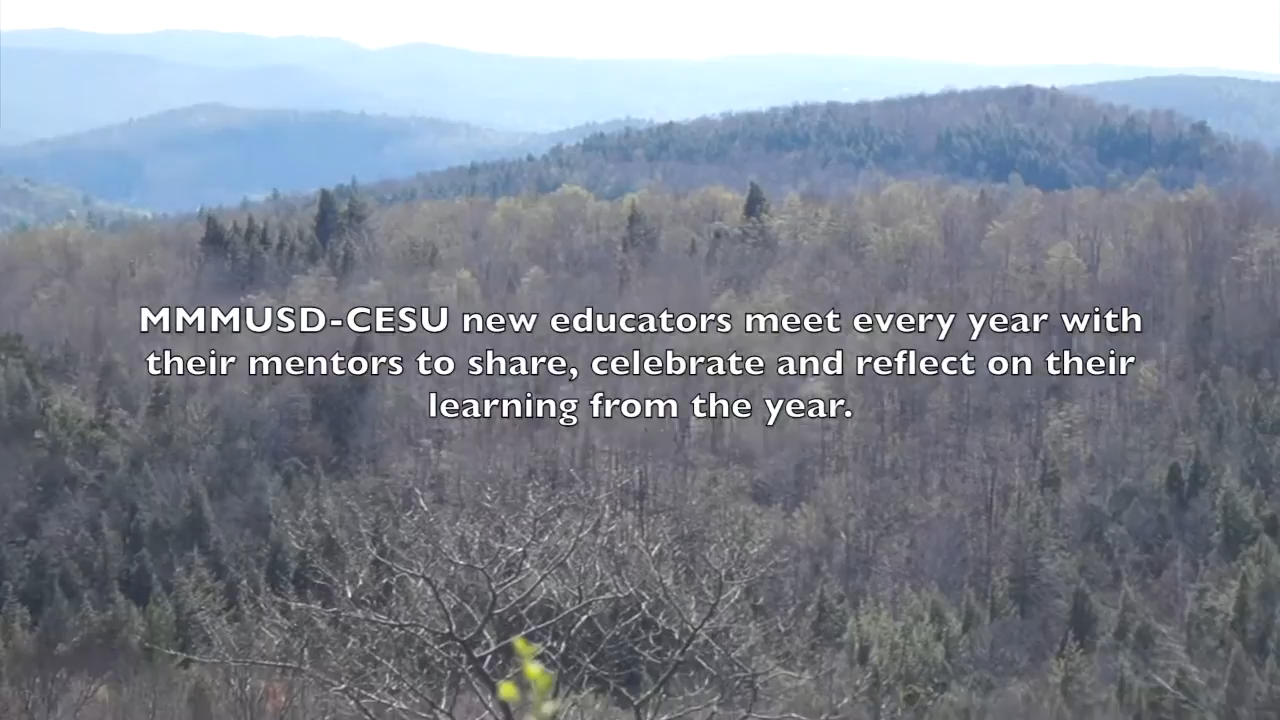 MMMUSD-CESU new educators meet every year with
their mentors to share, celebrate and reflect on their
learning from the year.